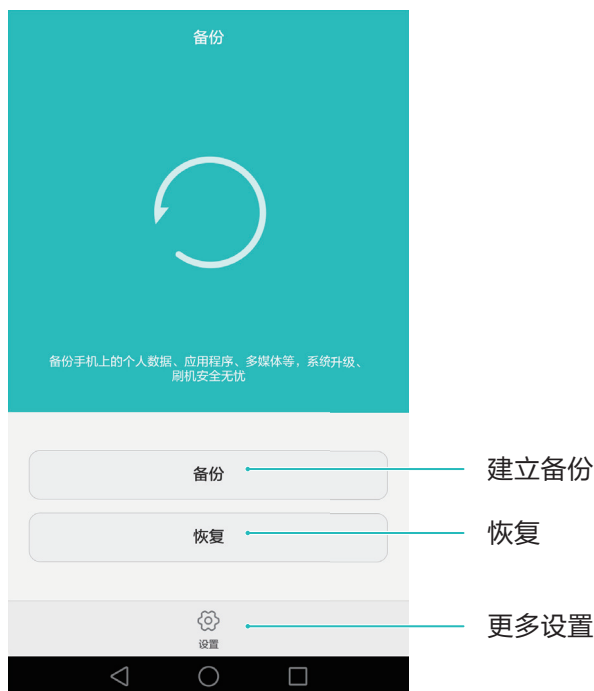 备份
备份手机上的个人数据、应用程序、多媒体等，系统升级、
刷机安全无忧
备份
建立备份
恢复
恢复
设置
更多设置